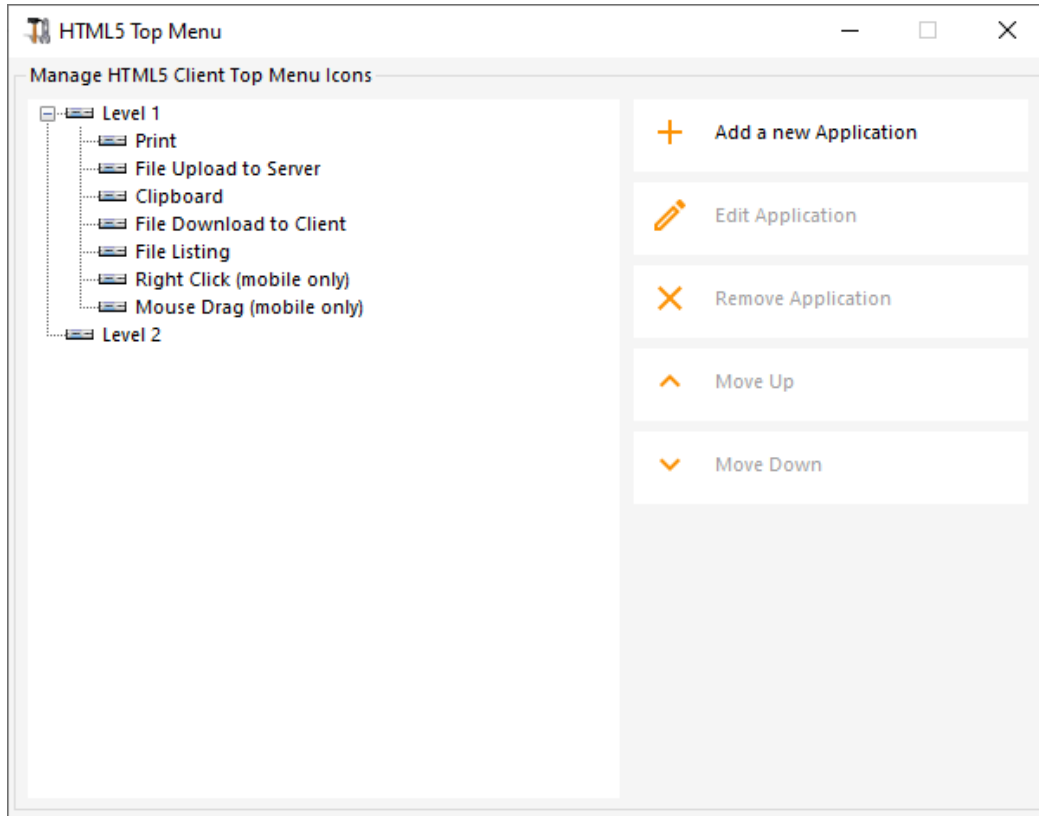 HTML5 Top Menu
Manage HTML5 Client Top Menu Icons
Level 1
Print
File Upload to Server
Clipboard
File Download to Client
File Listing
Right Click (mobile only)
Mouse Drag (mobile only)
Level 2
Add a new Application
Edit Application
Remove Application
Move Up
Move Down